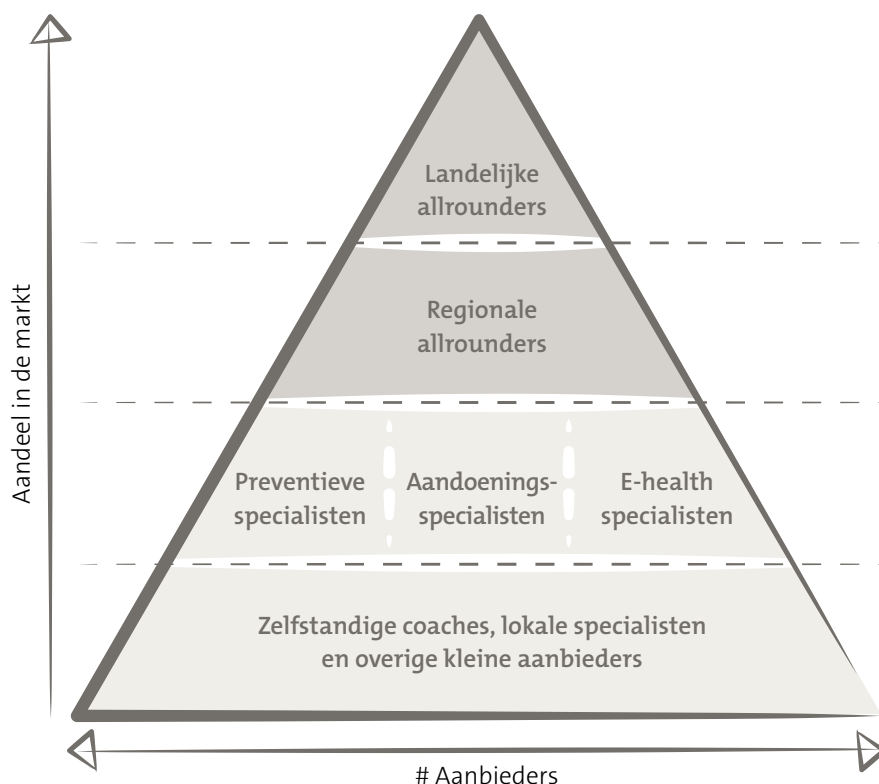 Landelijke
allrounders
Regionale
allrounders
Aandeel in de markt
Preventieve
specialisten
Aandoenings-
specialisten
E-health
specialisten
Zelfstandige coaches, lokale specialisten
en overige kleine aanbieders
# Aanbieders